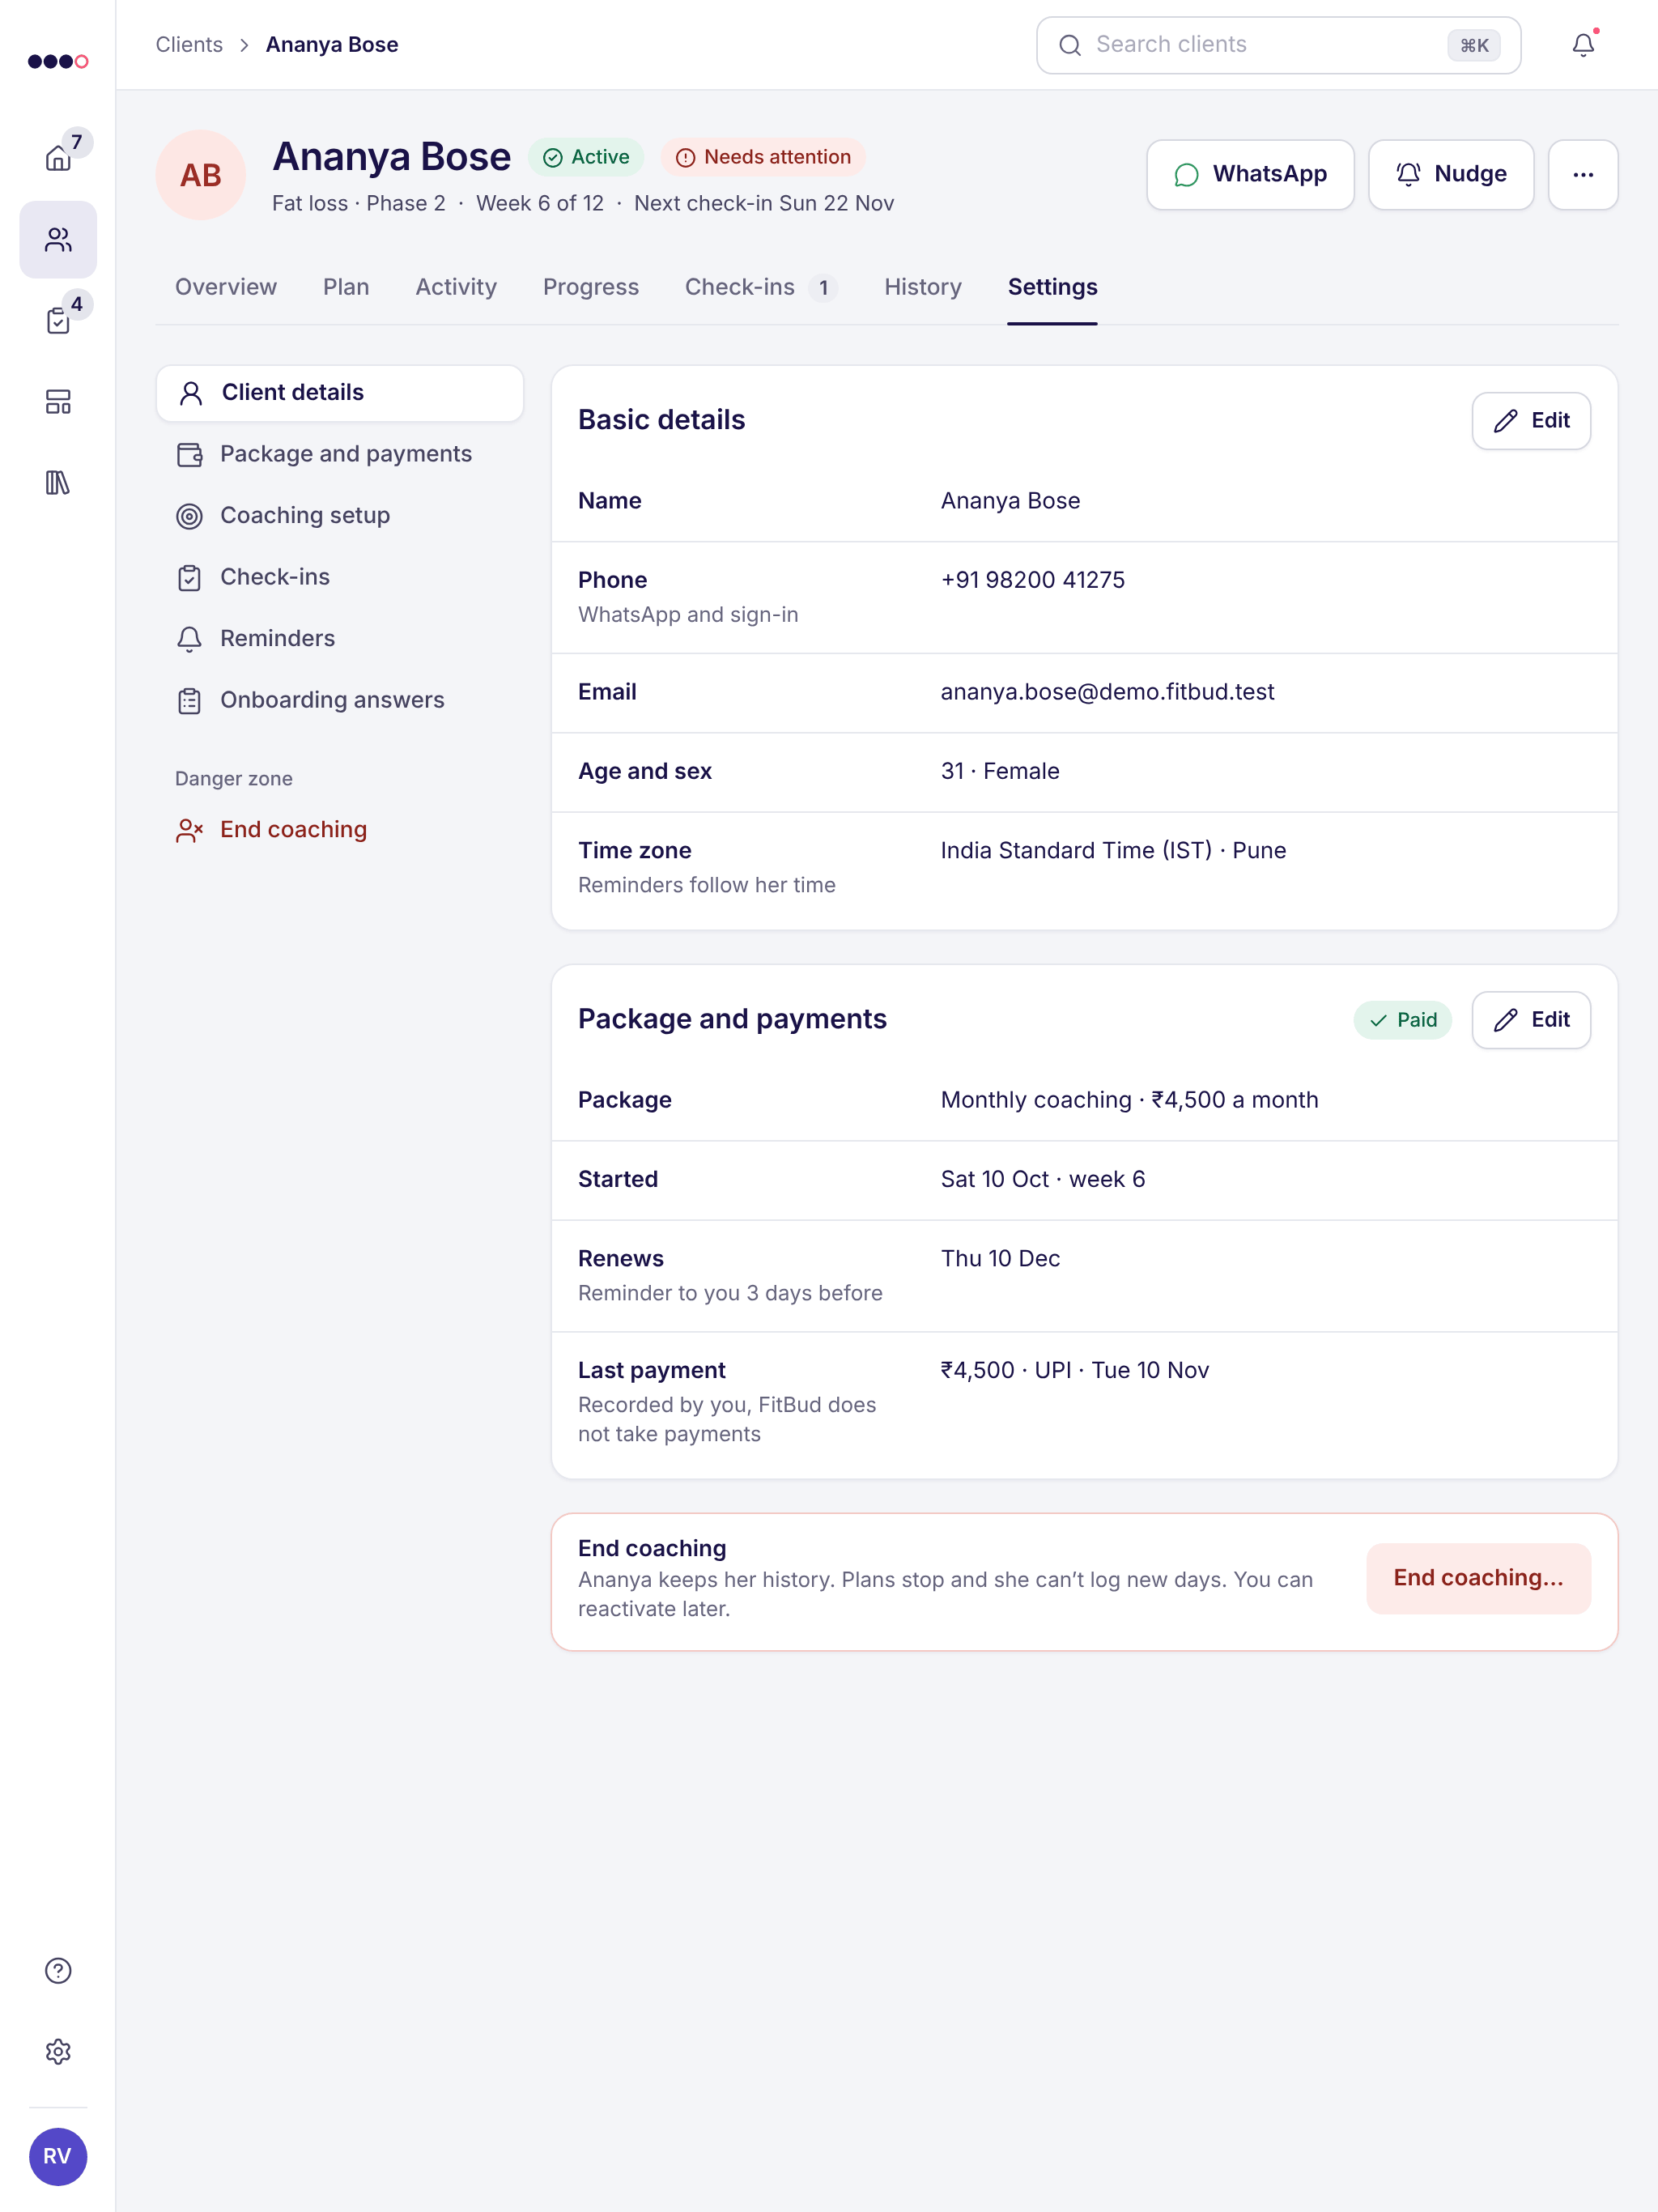 Clients > Ananya Bose
Search clients
⌘K
7
4
AB
Ananya Bose
Active
Needs attention
Fat loss · Phase 2 · Week 6 of 12 · Next check-in Sun 22 Nov
WhatsApp
Nudge
Overview
Plan
Activity
Progress
Check-ins 1
History
Settings
Client details
Package and payments
Coaching setup
Check-ins
Reminders
Onboarding answers
Danger zone
End coaching
Basic details
Edit
Name
Ananya Bose
Phone
+91 98200 41275
WhatsApp and sign-in
Email
ananya.bose@demo.fitbud.test
Age and sex
31 · Female
Time zone
India Standard Time (IST) · Pune
Reminders follow her time
Package and payments
Paid
Edit
Package
Monthly coaching · ₹4,500 a month
Started
Sat 10 Oct · week 6
Renews
Thu 10 Dec
Reminder to you 3 days before
Last payment
₹4,500 · UPI · Tue 10 Nov
Recorded by you, FitBud does
not take payments
End coaching
Ananya keeps her history. Plans stop and she can’t log new days. You can
reactivate later.
End coaching…
RV